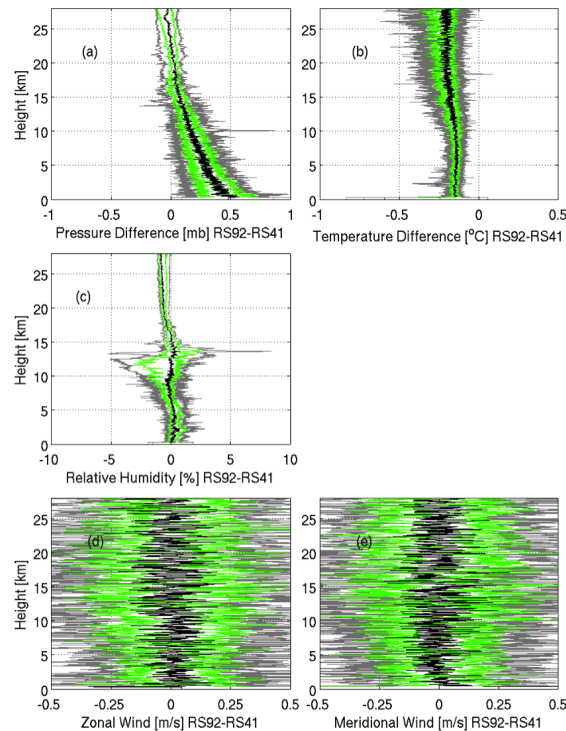 (a)
25
20
15
10
5
0
Height [km]
-1 -0.5 0 0.5 1
Pressure Difference [mb] RS92-RS41
(b)
25
20
15
10
5
0
-1 -0.5 0 0.5
Temperature Difference [°C] RS92-RS41
(c)
25
20
15
10
5
0
Height [km]
-10 -5 0 5 10
Relative Humidity [%] RS92-RS41
(d)
25
20
15
10
5
0
Height [km]
-0.5 -0.25 0 0.25 0.5
Zonal Wind [m/s] RS92-RS41
(e)
25
20
15
10
5
0
-0.5 -0.25 0 0.25 0.5
Meridional Wind [m/s] RS92-RS41